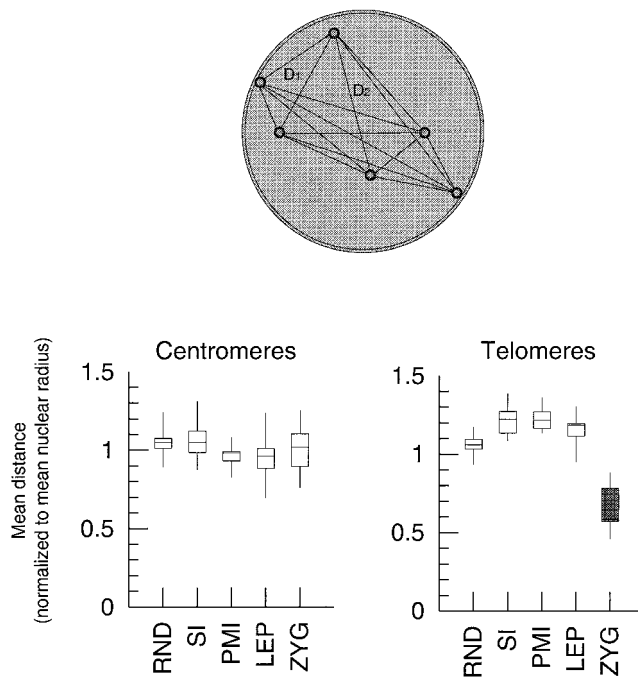 D1
D2
Centromeres
Telomeres
Mean distance
(normalized to mean nuclear radius)
1.5
1
0.5
0
RND
SI
PMI
LEP
ZYG
1.5
1
0.5
0
RND
SI
PMI
LEP
ZYG